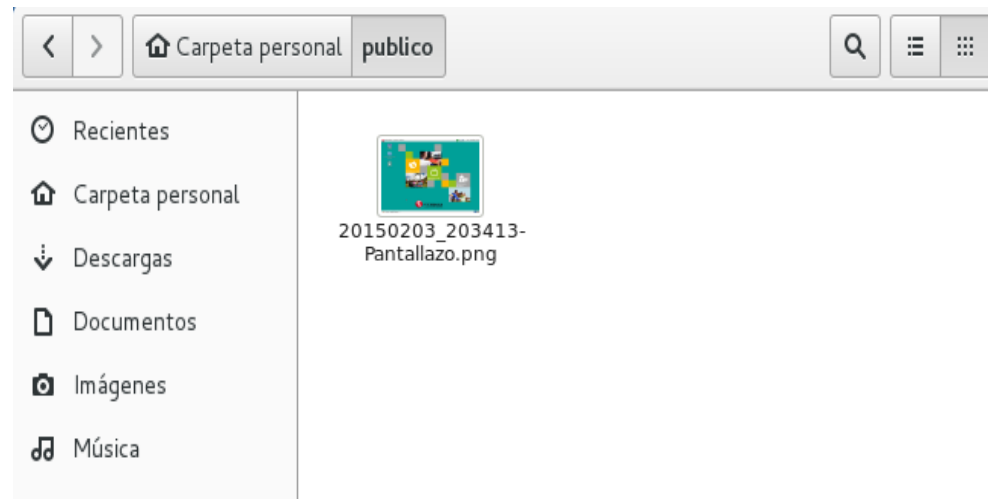 Carpeta personal publico
Recientes
Carpeta personal
Descargas
Documentos
Imágenes
Música
20150203_203413-
Pantallazo.png